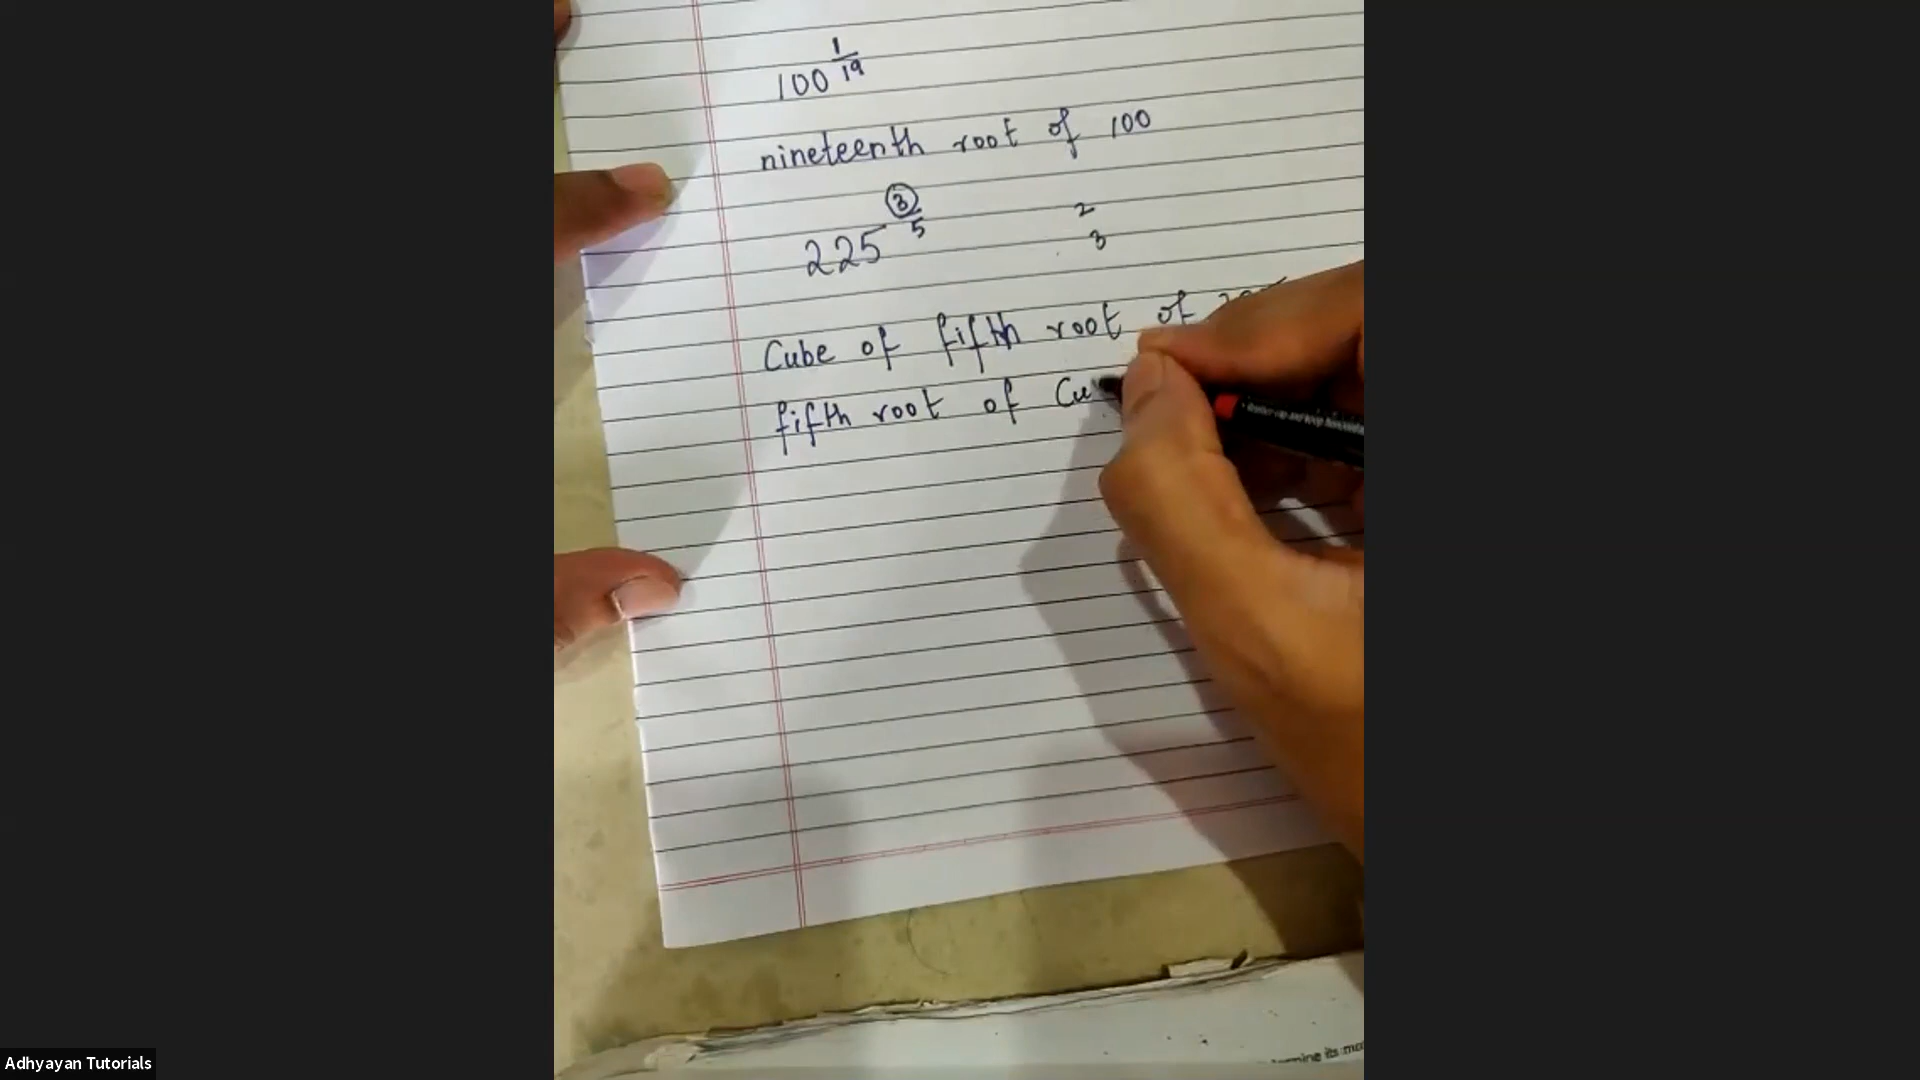 100^(1/19)
nineteenth root of 100
225^(3/5)
2
3
Cube of fifth root of
fifth root of Cu
Adhyayan Tutorials